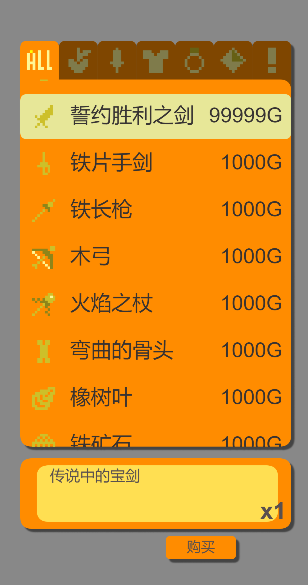 ALL
誓约胜利之剑 99999G
铁片手剑 1000G
铁长枪 1000G
木弓 1000G
火焰之杖 1000G
弯曲的骨头 1000G
橡树叶 1000G
铁矿石 1000G
传说中的宝剑
x1
购买